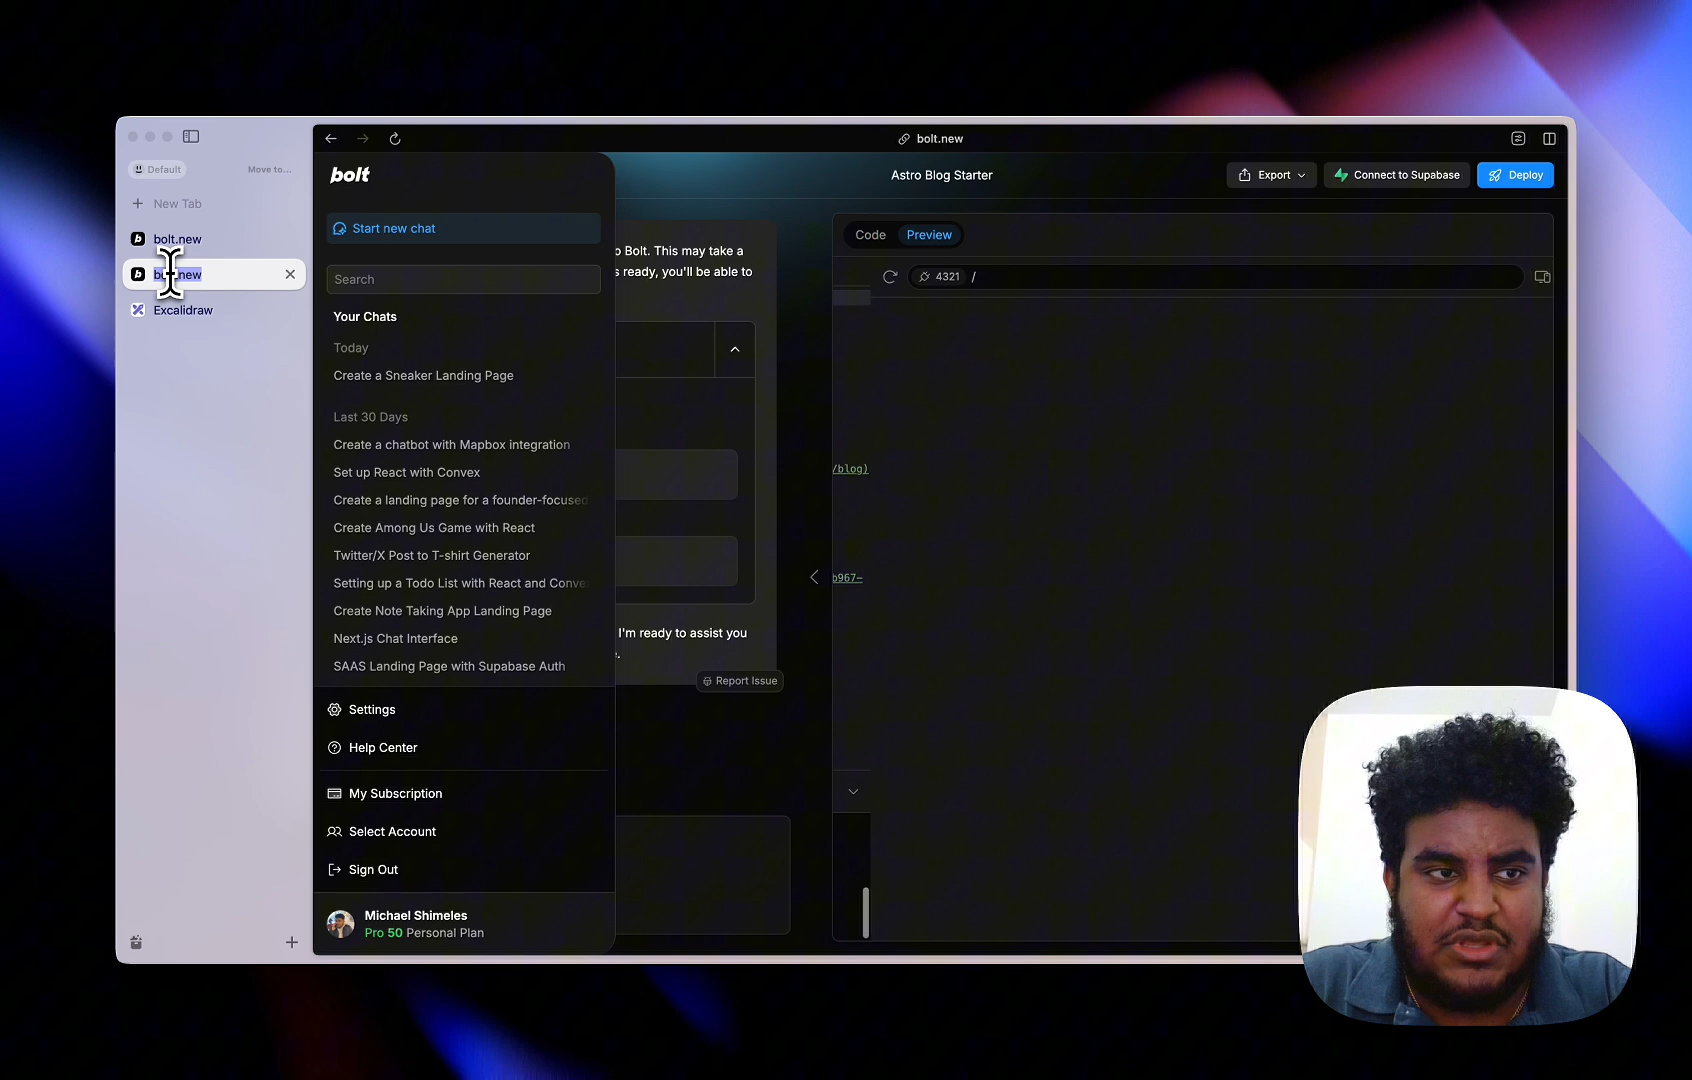 Default
Move to...
New Tab
bolt.new
Excalidraw
bolt.new
bolt
Start new chat
Search
Your Chats
Today
Create a Sneaker Landing Page
Last 30 Days
Create a chatbot with Mapbox integration
Set up React with Convex
Create a landing page for a founder-focused
Create Among Us Game with React
Twitter/X Post to T-shirt Generator
Setting up a Todo List with React and Conve
Create Note Taking App Landing Page
Next.js Chat Interface
SAAS Landing Page with Supabase Auth
Settings
Help Center
My Subscription
Select Account
Sign Out
Michael Shimeles
Pro 50 Personal Plan
Astro Blog Starter
Export
Connect to Supabase
Deploy
o Bolt. This may take a
s ready, you'll be able to
I'm ready to assist you
Report Issue
Code
Preview
4321
/
/blog)
b967-